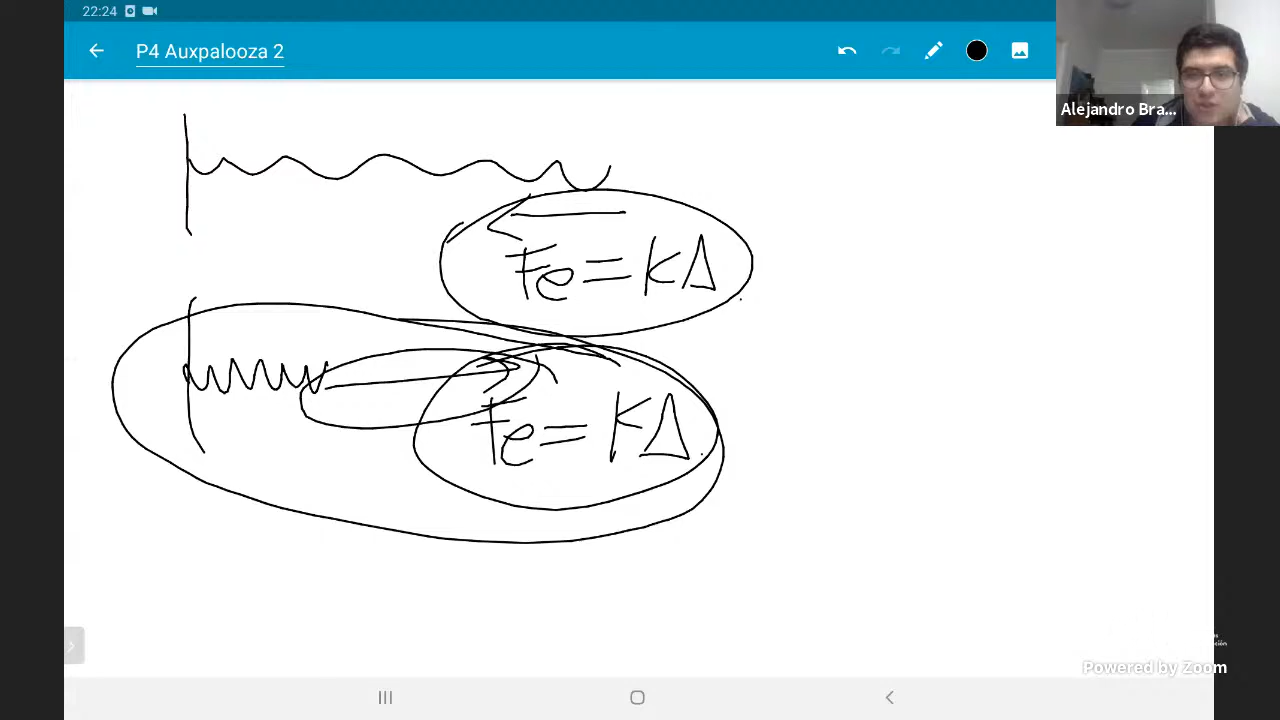 22:24
P4 Auxpalooza 2
Alejandro Bra...
Fe = KΔ
Fe = KΔ
Powered by Zoom